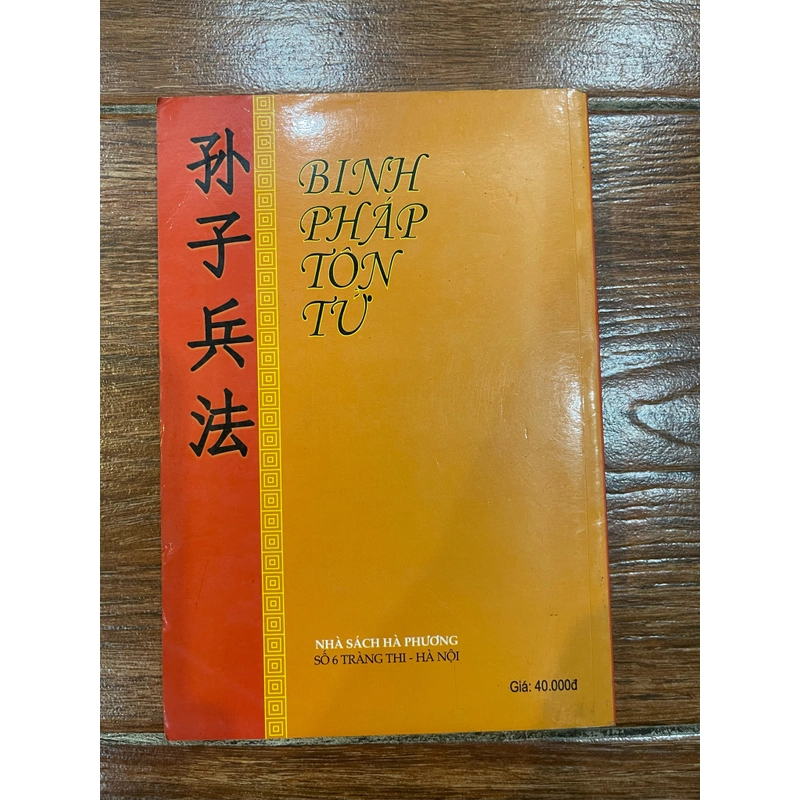 孙子兵法
BINH
PHÁP
TÔN
TỬ
NHÀ SÁCH HÀ PHƯƠNG
SỐ 6 TRÀNG THI - HÀ NỘI
Giá: 40.000đ